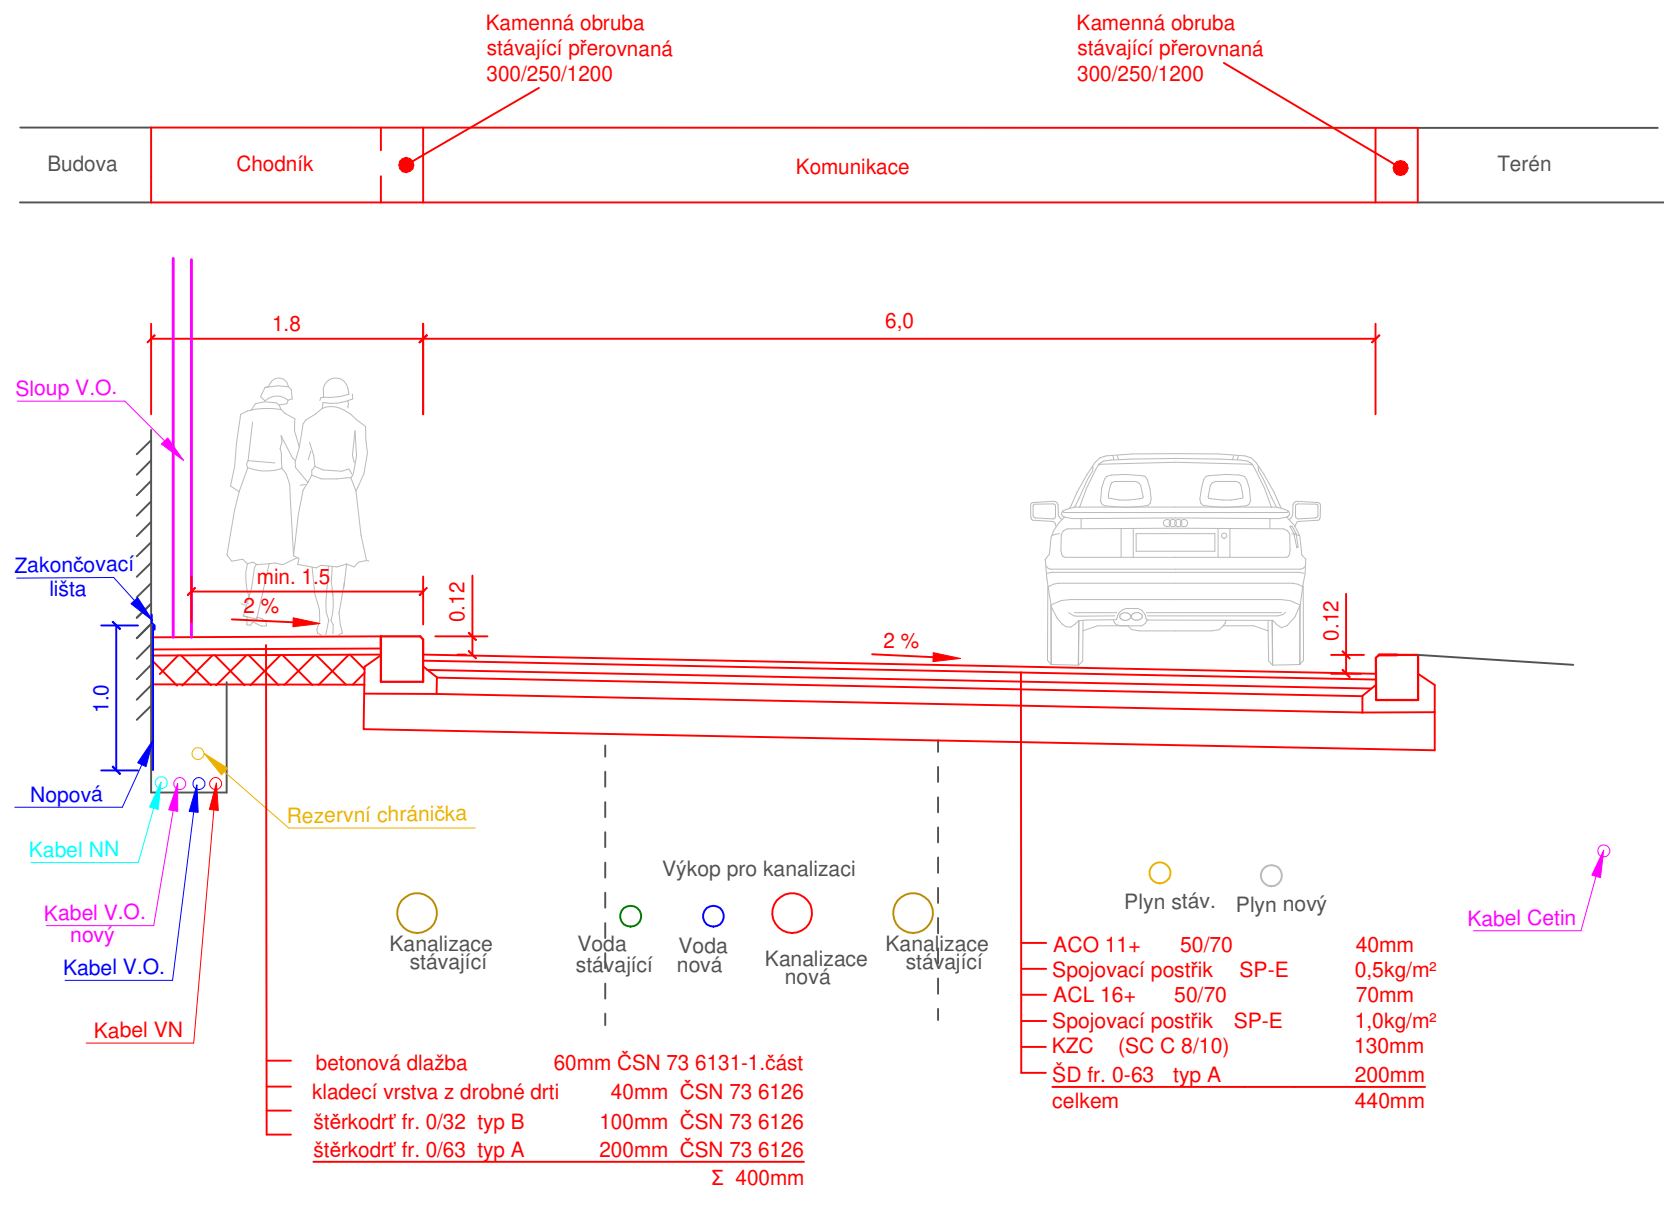 Kamenná obruba
stávající přerovnaná
300/250/1200
Kamenná obruba
stávající přerovnaná
300/250/1200
Budova
Chodník
Komunikace
Terén
1.8
6,0
Sloup V.O.
Zakončovací
lišta
min. 1.5
2 %
0.12
2 %
0.12
1.0
Nopová
Rezervní chránička
Kabel NN
Kabel V.O.
nový
Kabel V.O.
Kabel VN
Výkop pro kanalizaci
Kanalizace
stávající
Voda
stávající
Voda
nová
Kanalizace
nová
Kanalizace
stávající
Plyn stáv.
Plyn nový
Kabel Cetin
ACO 11+ 50/70 40mm
Spojovací postřik SP-E 0,5kg/m²
ACL 16+ 50/70 70mm
Spojovací postřik SP-E 1,0kg/m²
KZC (SC C 8/10) 130mm
ŠD fr. 0-63 typ A 200mm
celkem 440mm
betonová dlažba 60mm ČSN 73 6131-1.část
kladecí vrstva z drobné drti 40mm ČSN 73 6126
štěrkodrť fr. 0/32 typ B 100mm ČSN 73 6126
štěrkodrť fr. 0/63 typ A 200mm ČSN 73 6126
Σ 400mm